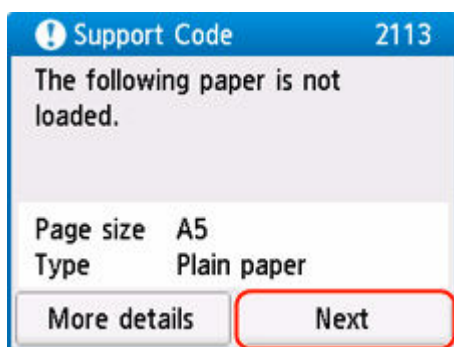 Support Code 2113
The following paper is not
loaded.
Page size A5
Type Plain paper
More details Next